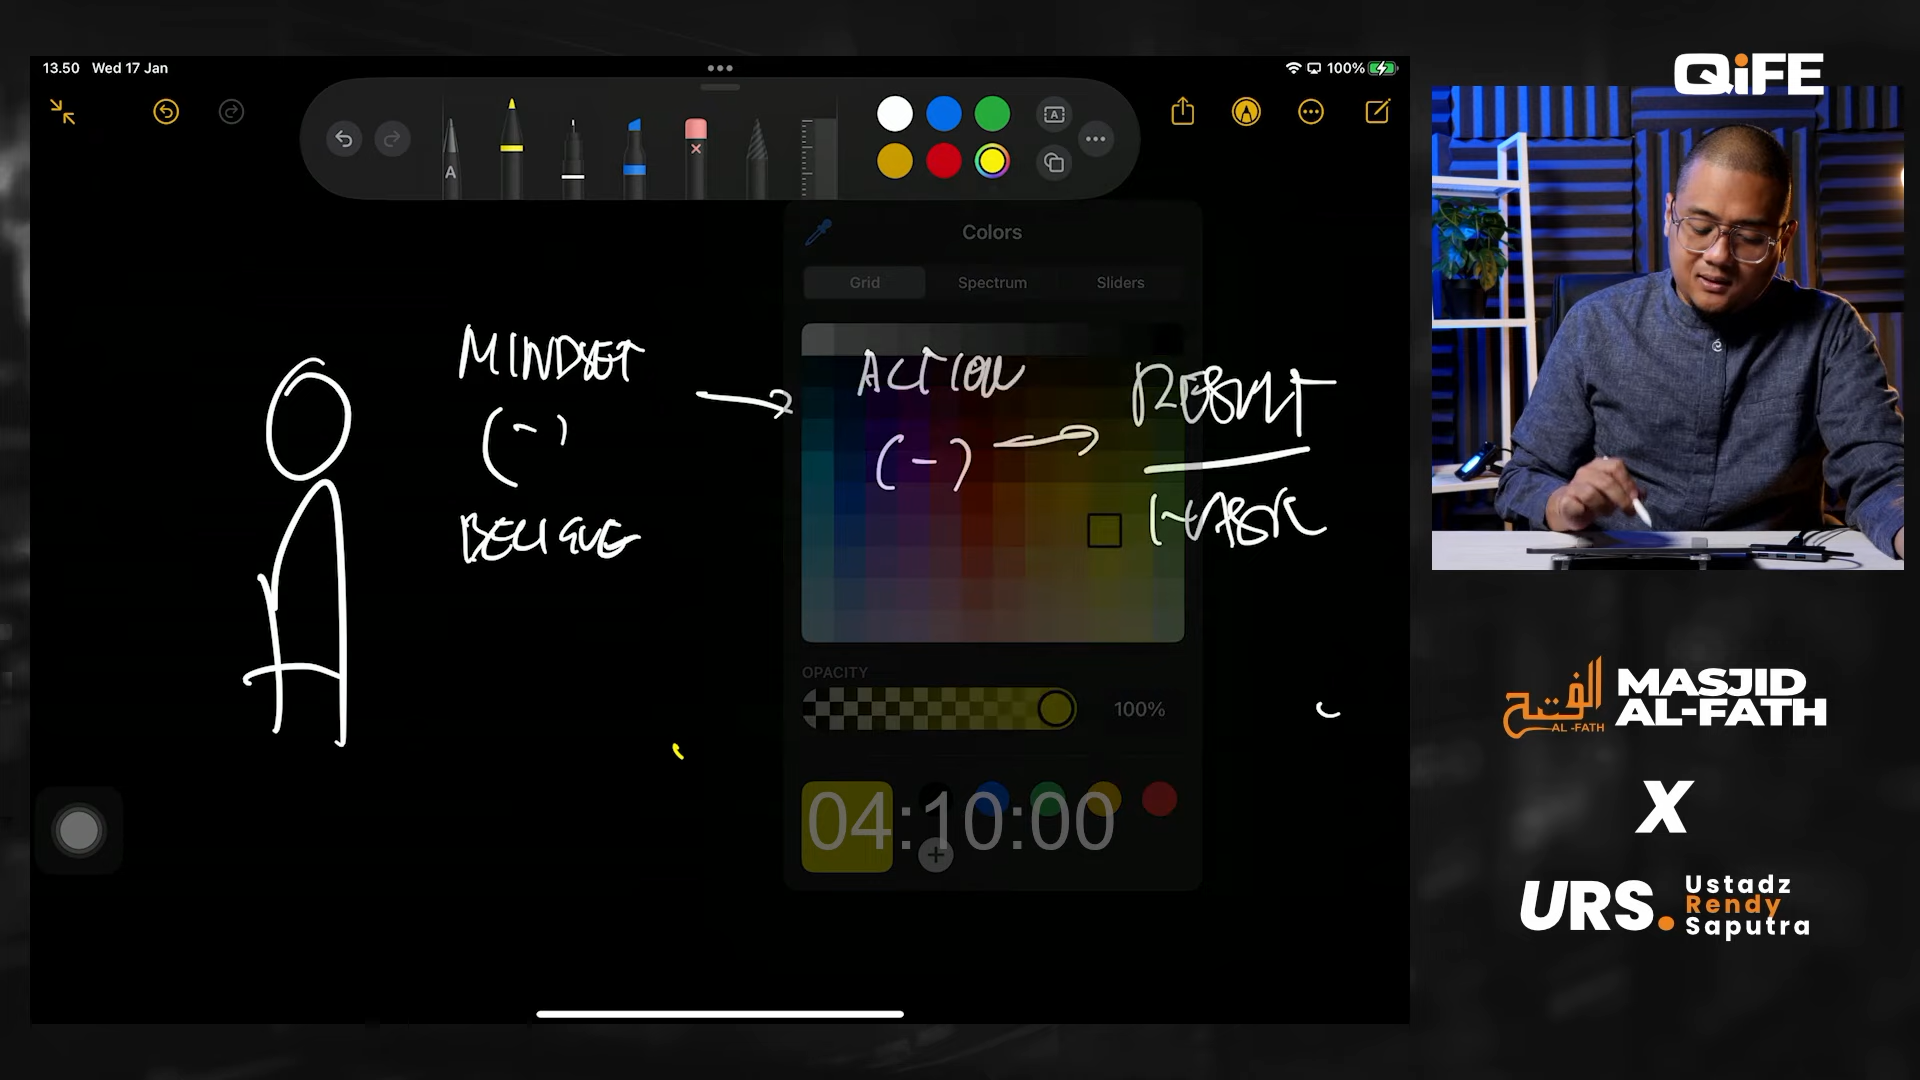 13.50 Wed 17 Jan
100%
A
A
Colors
Grid
Spectrum
Sliders
MINDSET
(-)
BELIEVE
ACTION
(-)
RESULT
HASIL
OPACITY
100%
04:10:00
QiFE
الفتح
AL -FATH
MASJID
AL-FATH
X
URS.
Ustadz
Rendy
Saputra